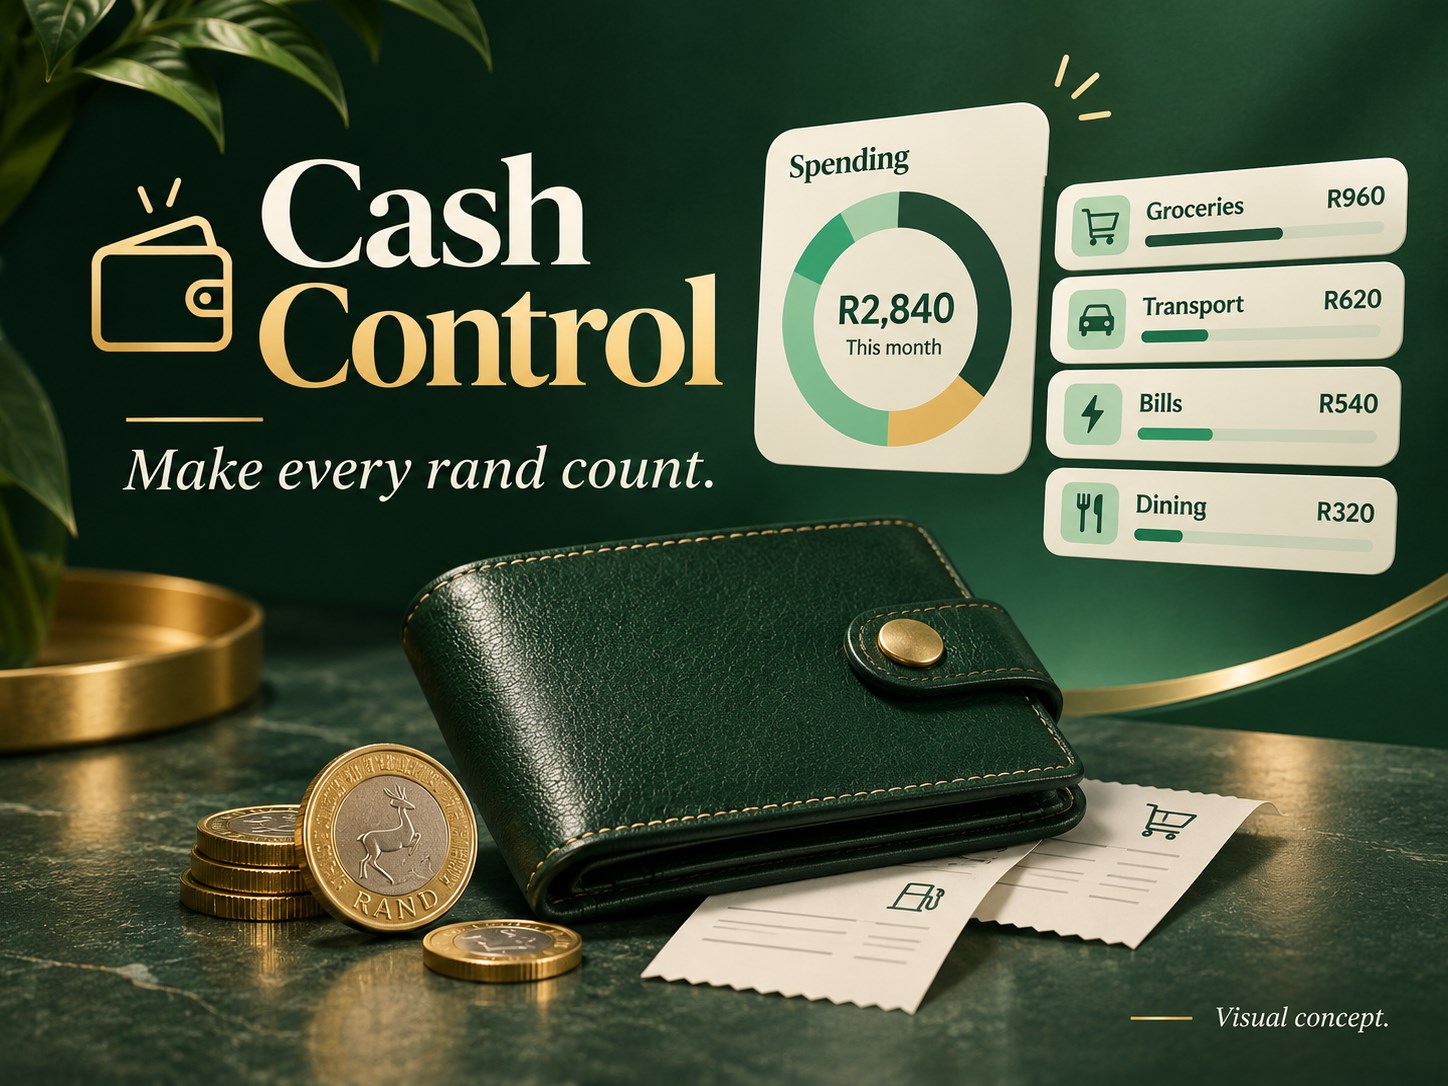 Cash
Control
Make every rand count.
Spending
R2,840
This month
Groceries R960
Transport R620
Bills R540
Dining R320
RAND
Visual concept.